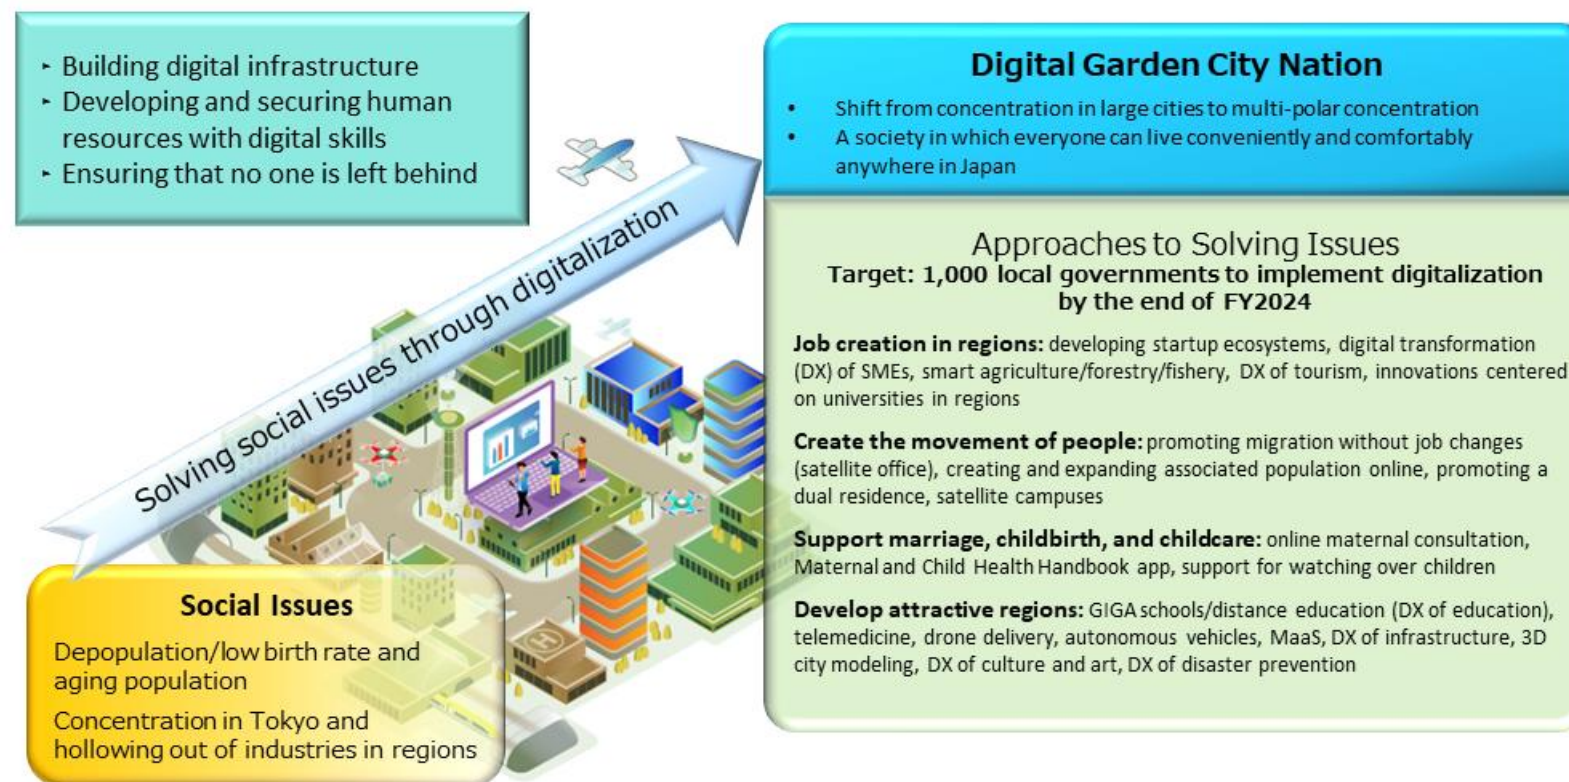 ‣ Building digital infrastructure
‣ Developing and securing human
resources with digital skills
‣ Ensuring that no one is left behind
Solving social issues through digitalization
Social Issues
Depopulation/low birth rate and
aging population
Concentration in Tokyo and
hollowing out of industries in regions
Digital Garden City Nation
• Shift from concentration in large cities to multi-polar concentration
• A society in which everyone can live conveniently and comfortably
anywhere in Japan
Approaches to Solving Issues
Target: 1,000 local governments to implement digitalization
by the end of FY2024
Job creation in regions: developing startup ecosystems, digital transformation
(DX) of SMEs, smart agriculture/forestry/fishery, DX of tourism, innovations centered
on universities in regions
Create the movement of people: promoting migration without job changes
(satellite office), creating and expanding associated population online, promoting a
dual residence, satellite campuses
Support marriage, childbirth, and childcare: online maternal consultation,
Maternal and Child Health Handbook app, support for watching over children
Develop attractive regions: GIGA schools/distance education (DX of education),
telemedicine, drone delivery, autonomous vehicles, MaaS, DX of infrastructure, 3D
city modeling, DX of culture and art, DX of disaster prevention
H